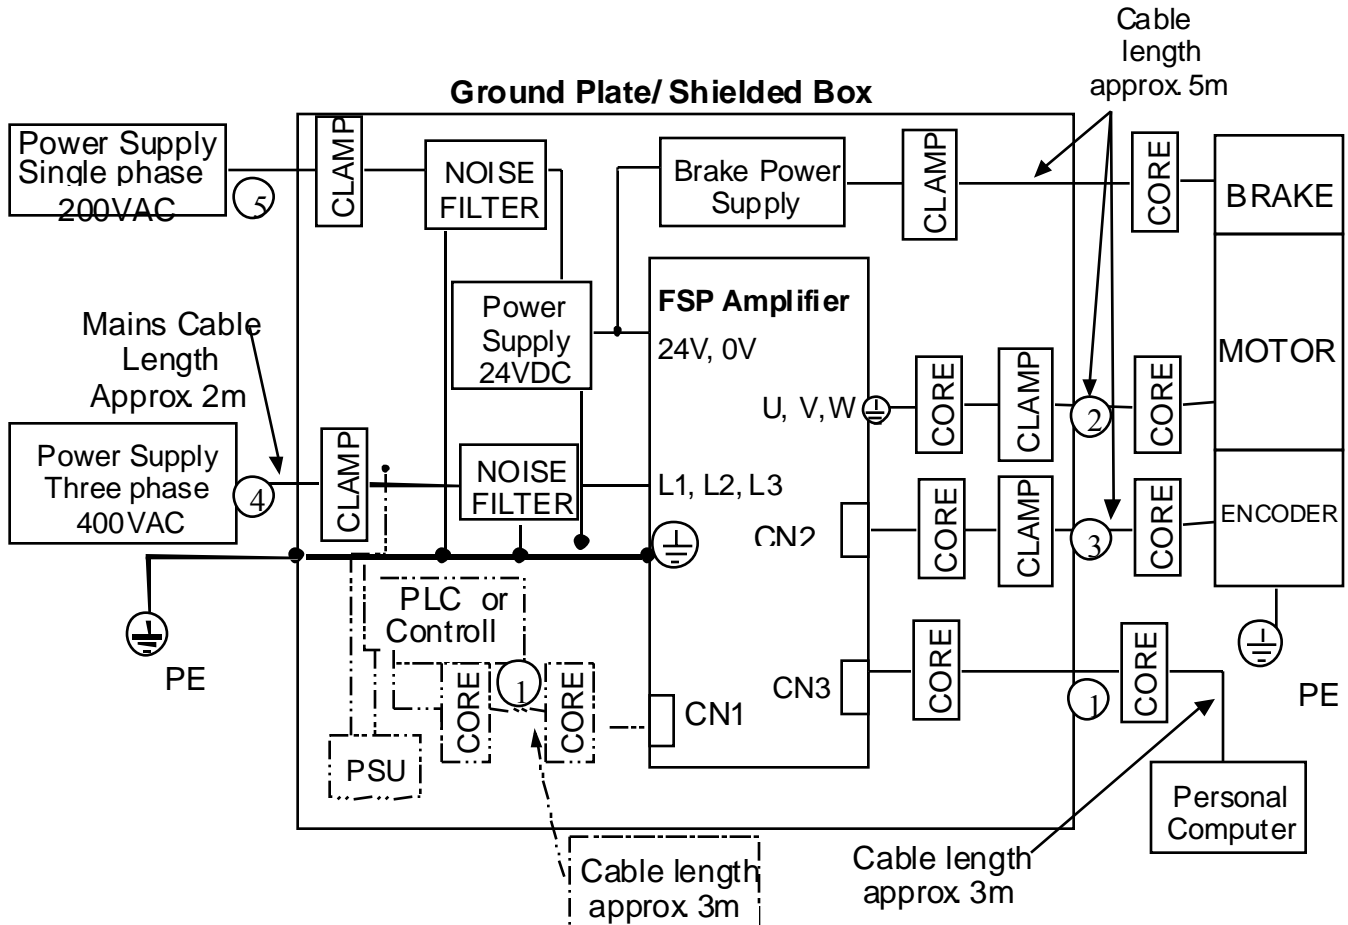 Cable
length
approx. 5m
Ground Plate/ Shielded Box
Power Supply
Single phase
200VAC
5
CLAMP
NOISE
FILTER
Brake Power
Supply
CLAMP
CORE
BRAKE
Mains Cable
Length
Approx. 2m
Power
Supply
24VDC
FSP Amplifier
24V, 0V
U, V, W
CORE
CLAMP
2
CORE
MOTOR
Power Supply
Three phase
400VAC
4
CLAMP
NOISE
FILTER
L1, L2, L3
CN2
CORE
CLAMP
3
CORE
ENCODER
PE
PLC or
Controll
CORE
1
CORE
CN1
PSU
CN3
CORE
1
CORE
PE
Personal
Computer
Cable length
approx. 3m
Cable length
approx. 3m